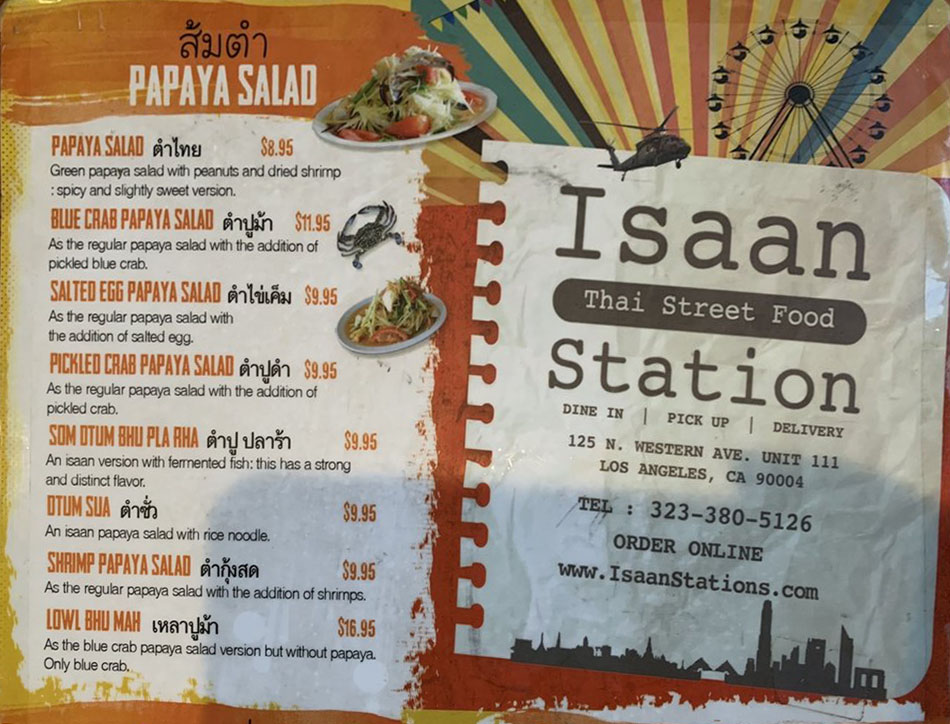 ส้มตำ
PAPAYA SALAD
PAPAYA SALAD ตำไทย $8.95
Green papaya salad with peanuts and dried shrimp
: spicy and slightly sweet version.
BLUE CRAB PAPAYA SALAD ตำปูม้า $11.95
As the regular papaya salad with the addition of
pickled blue crab.
SALTED EGG PAPAYA SALAD ตำไข่เค็ม $9.95
As the regular papaya salad with
the addition of salted egg.
PICKLED CRAB PAPAYA SALAD ตำปูดำ $9.95
As the regular papaya salad with the addition of
pickled crab.
SOM DTUM BHU PLA RHA ตำปู ปลาร้า $9.95
An isaan version with fermented fish: this has a strong
and distinct flavor.
DTUM SUA ตำซั่ว $9.95
An isaan papaya salad with rice noodle.
SHRIMP PAPAYA SALAD ตำกุ้งสด $9.95
As the regular papaya salad with the addition of shrimps.
LOWL BHU MAH เหลาปูม้า $16.95
As the blue crab papaya salad version but without papaya.
Only blue crab.
Isaan
Thai Street Food
Station
DINE IN | PICK UP | DELIVERY
125 N. WESTERN AVE. UNIT 111
LOS ANGELES, CA 90004
TEL : 323-380-5126
ORDER ONLINE
www.IsaanStations.com